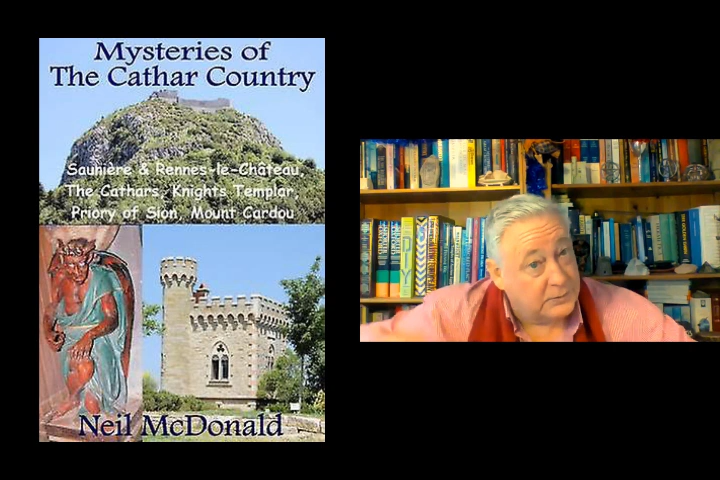 Mysteries of
The Cathar Country
Saunière & Rennes-le-Château,
The Cathars, Knights Templar,
Priory of Sion, Mount Cardou
Neil McDonald
DIY